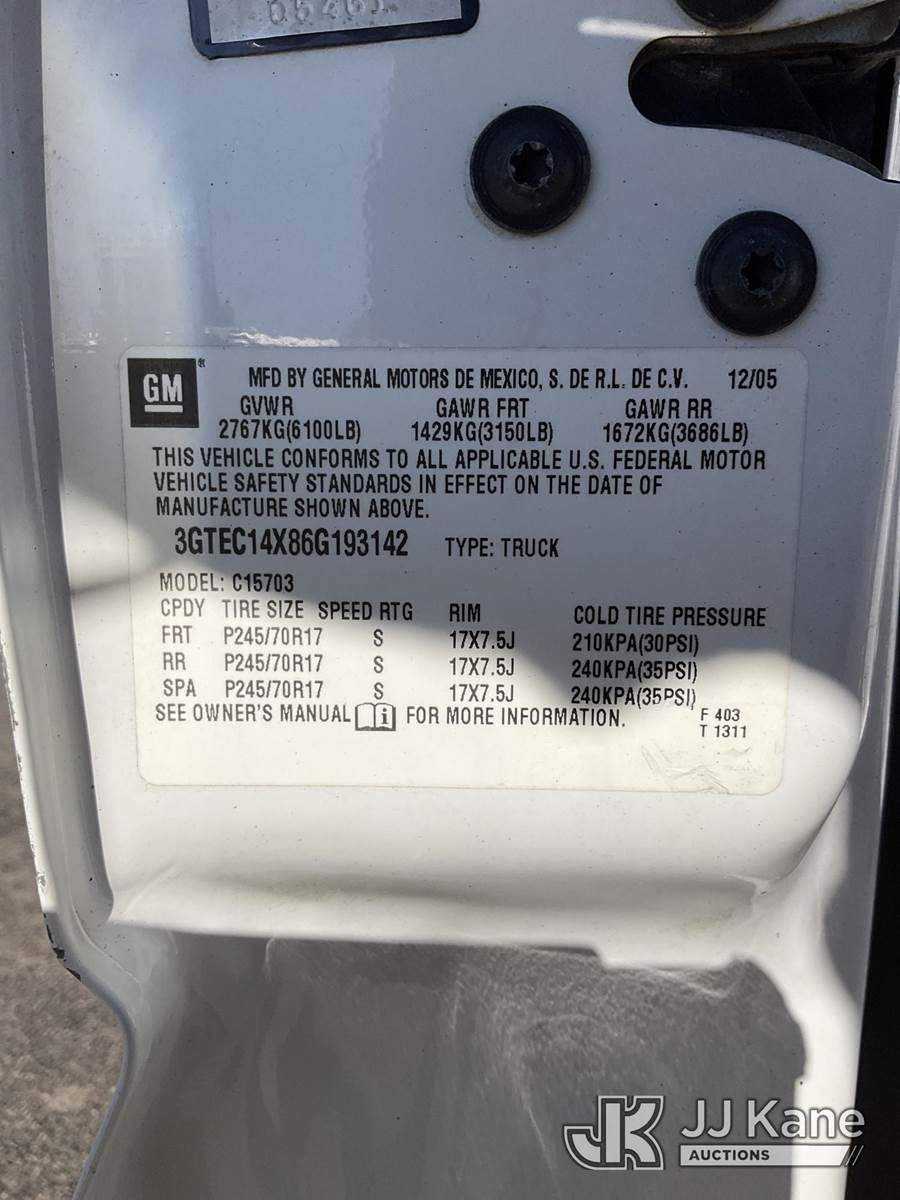 GM ® MFD BY GENERAL MOTORS DE MEXICO, S. DE R.L. DE C.V. 12/05
GVWR GAWR FRT GAWR RR
2767KG(6100LB) 1429KG(3150LB) 1672KG(3686LB)
THIS VEHICLE CONFORMS TO ALL APPLICABLE U.S. FEDERAL MOTOR
VEHICLE SAFETY STANDARDS IN EFFECT ON THE DATE OF
MANUFACTURE SHOWN ABOVE.
3GTEC14X86G193142 TYPE: TRUCK
MODEL: C15703
CPDY TIRE SIZE SPEED RTG RIM COLD TIRE PRESSURE
FRT P245/70R17 S 17X7.5J 210KPA(30PSI)
RR P245/70R17 S 17X7.5J 240KPA(35PSI)
SPA P245/70R17 S 17X7.5J 240KPA(35PSI)
SEE OWNER'S MANUAL i FOR MORE INFORMATION.
F 403
T 1311
JK JJ Kane
AUCTIONS